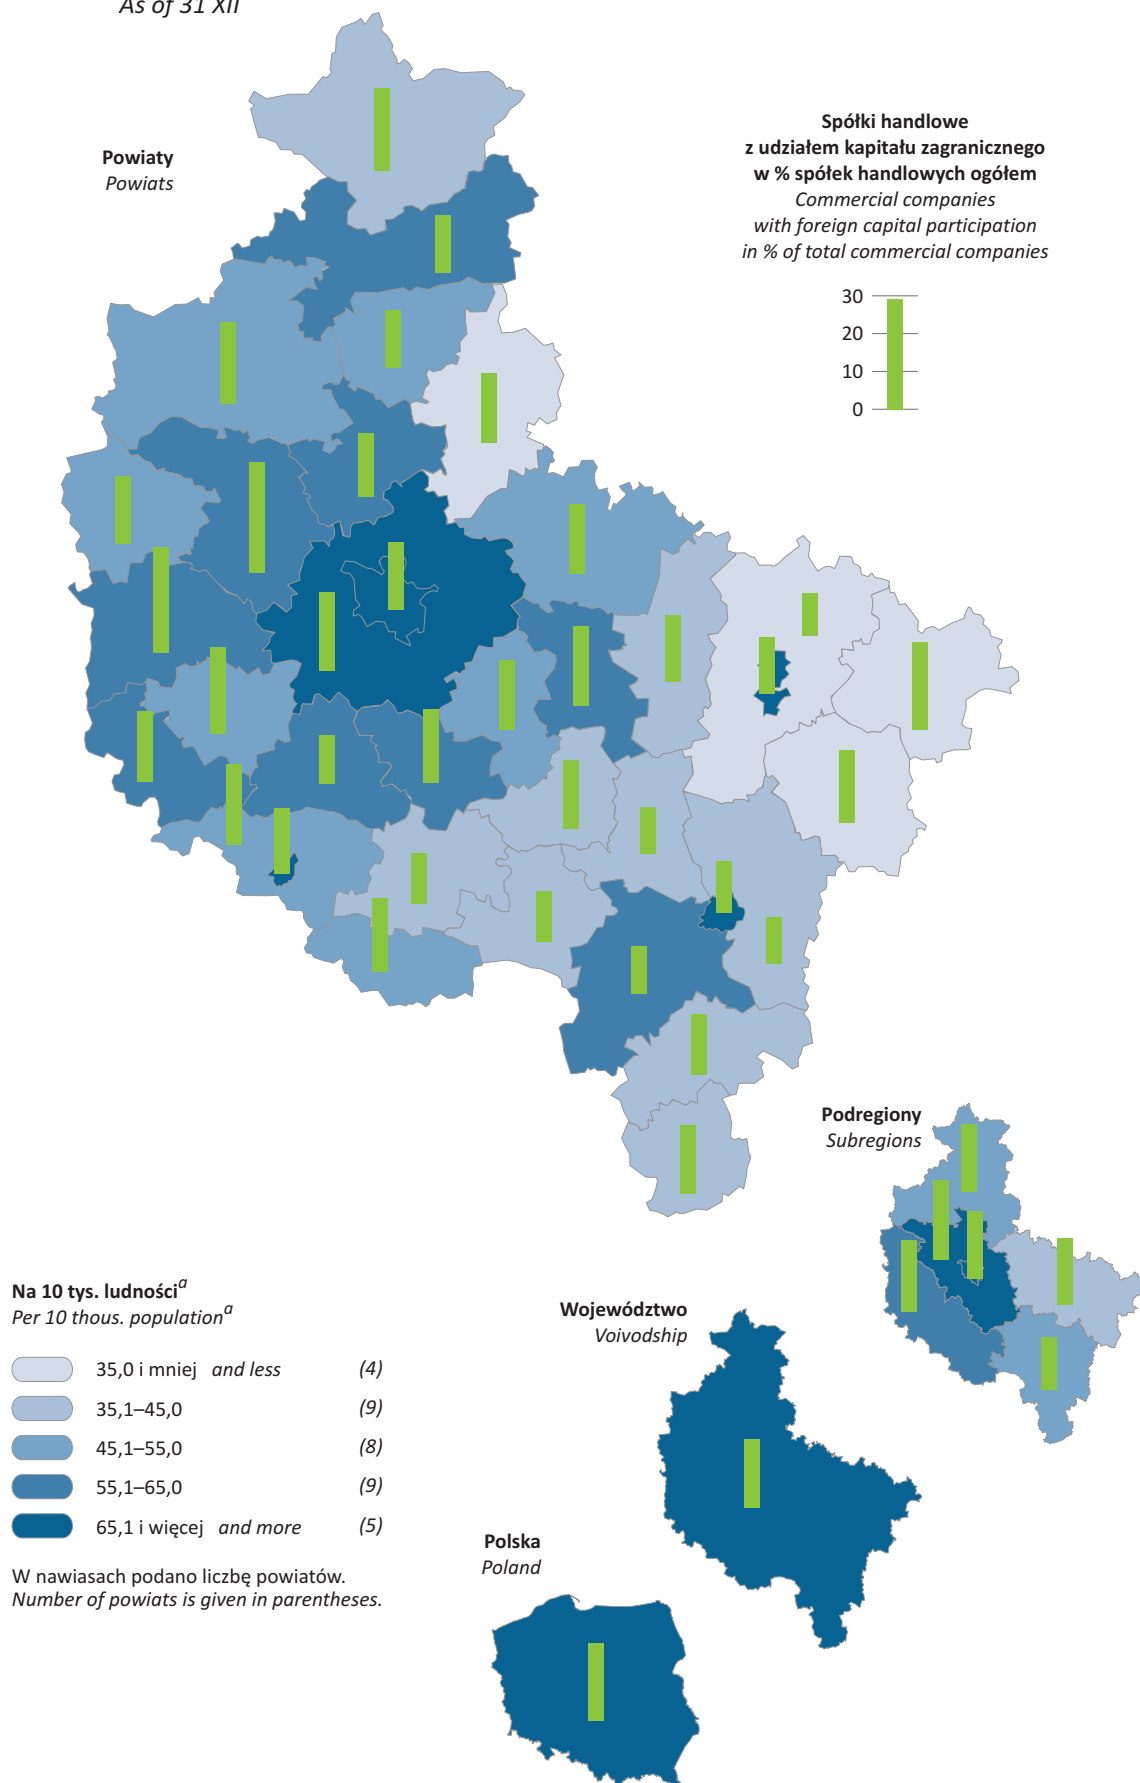 As of 31 XII
Powiaty
Powiats
Spółki handlowe
z udziałem kapitału zagranicznego
w % spółek handlowych ogółem
Commercial companies
with foreign capital participation
in % of total commercial companies
30
20
10
0
Podregiony
Subregions
Na 10 tys. ludności a
Per 10 thous. population a
35,0 i mniej and less (4)
35,1–45,0 (9)
45,1–55,0 (8)
55,1–65,0 (9)
65,1 i więcej and more (5)
W nawiasach podano liczbę powiatów.
Number of powiats is given in parentheses.
Województwo
Voivodship
Polska
Poland